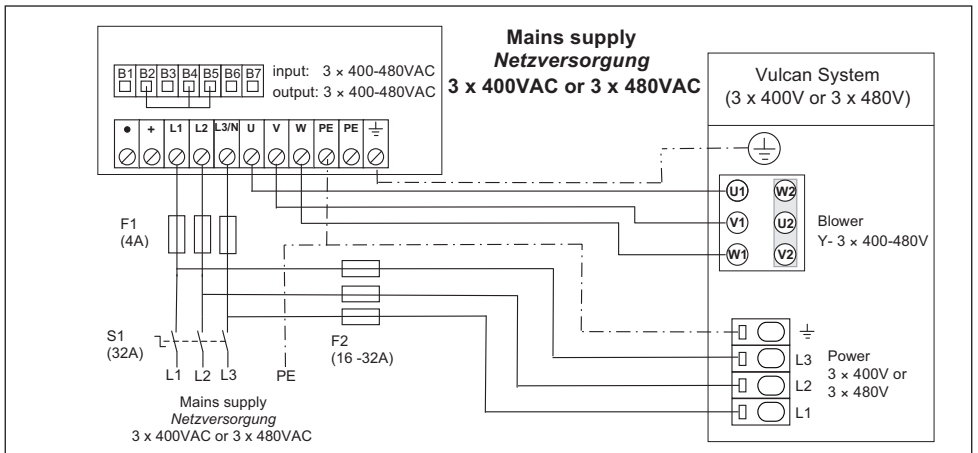 Mains supply
Netzversorgung
3 x 400VAC or 3 x 480VAC
B1 B2 B3 B4 B5 B6 B7
input: 3 × 400-480VAC
output: 3 × 400-480VAC
• + L1 L2 L3/N U V W PE PE
Vulcan System
(3 x 400V or 3 x 480V)
U1 W2
V1 U2
W1 V2
Blower
Y- 3 × 400-480V
F1
(4A)
F2
(16 -32A)
S1
(32A)
L1 L2 L3 PE
Mains supply
Netzversorgung
3 x 400VAC or 3 x 480VAC
L3
L2
L1
Power
3 × 400V or
3 × 480V